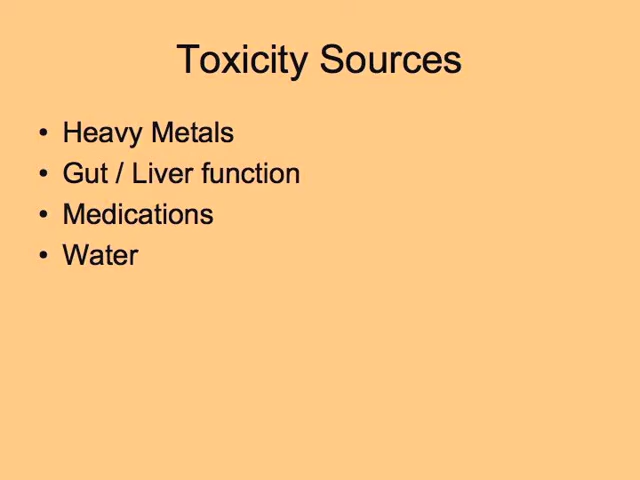 Toxicity Sources
• Heavy Metals
• Gut / Liver function
• Medications
• Water